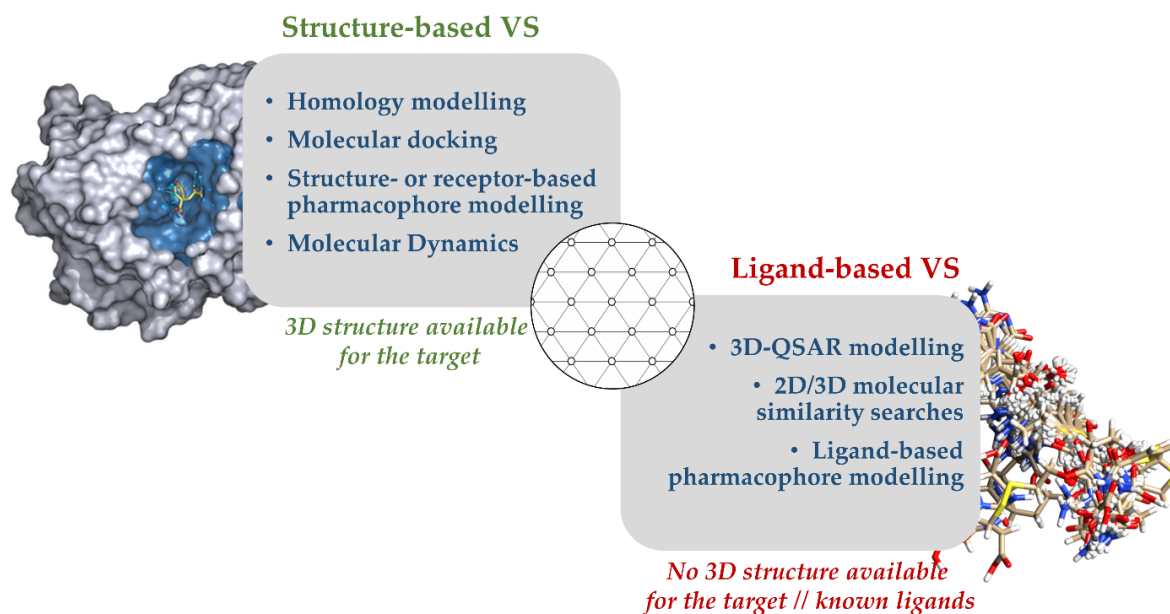 Structure-based VS
• Homology modelling
• Molecular docking
• Structure- or receptor-based
pharmacophore modelling
• Molecular Dynamics
3D structure available
for the target
Ligand-based VS
• 3D-QSAR modelling
• 2D/3D molecular
similarity searches
• Ligand-based
pharmacophore modelling
No 3D structure available
for the target // known ligands